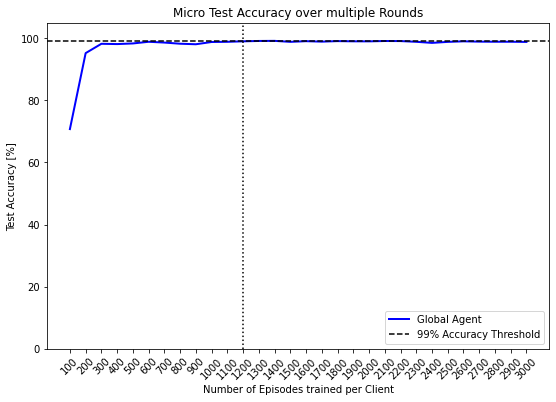 Micro Test Accuracy over multiple Rounds
Test Accuracy [%]
100
80
60
40
20
0
Global Agent
99% Accuracy Threshold
100 200 300 400 500 600 700 800 900 1000 1100 1200 1300 1400 1500 1600 1700 1800 1900 2000 2100 2200 2300 2400 2500 2600 2700 2800 2900 3000
Number of Episodes trained per Client